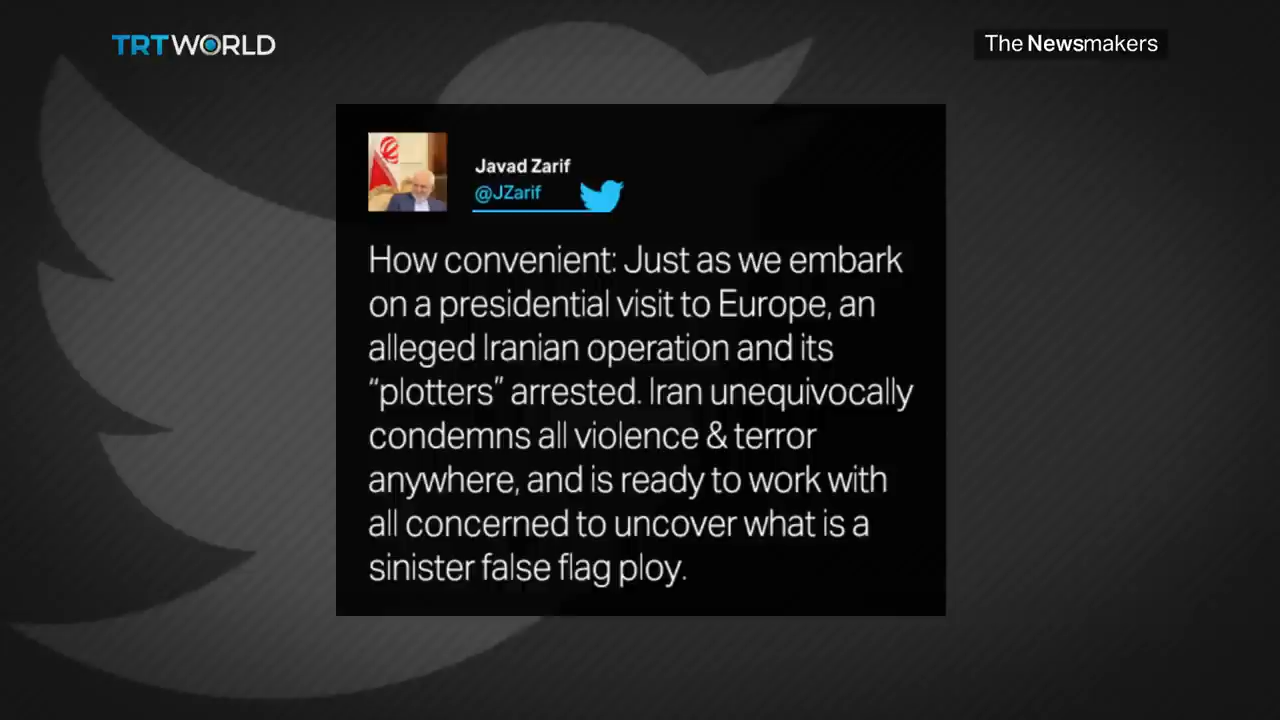 TRT WORLD
The Newsmakers
Javad Zarif
@JZarif
How convenient: Just as we embark
on a presidential visit to Europe, an
alleged Iranian operation and its
“plotters” arrested. Iran unequivocally
condemns all violence & terror
anywhere, and is ready to work with
all concerned to uncover what is a
sinister false flag ploy.